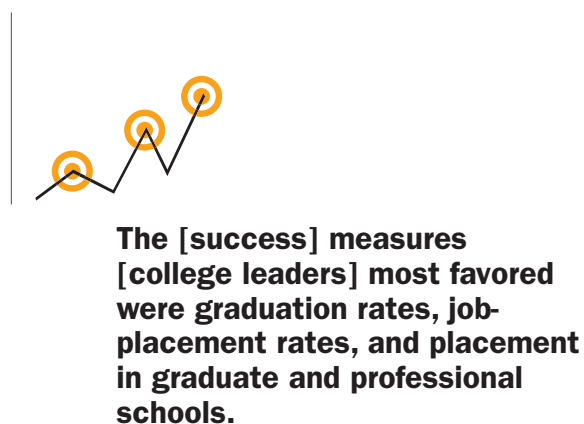 The [success] measures
[college leaders] most favored
were graduation rates, job-
placement rates, and placement
in graduate and professional
schools.